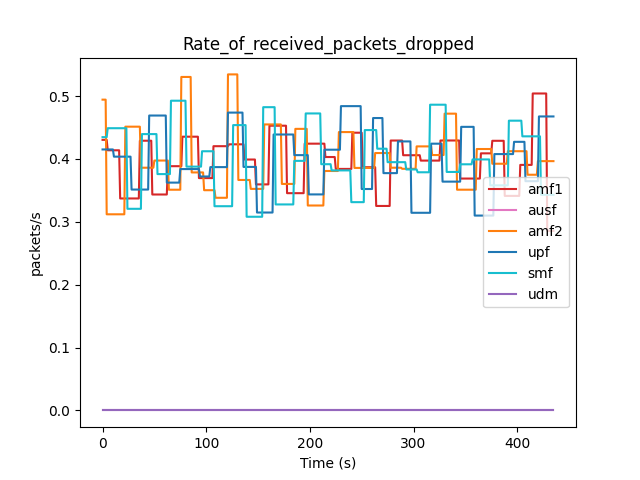 Rate_of_received_packets_dropped
packets/s
0.5
0.4
0.3
0.2
0.1
0.0
amf1
ausf
amf2
upf
smf
udm
0 100 200 300 400
Time (s)